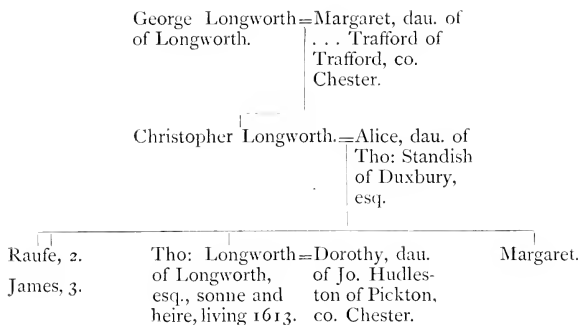 George Longworth=Margaret, dau. of
of Longworth. . . . Trafford of
Trafford, co.
Chester.
Christopher Longworth.=Alice, dau. of
Tho: Standish
of Duxbury,
esq.
Raufe, 2.
James, 3.
Tho: Longworth=Dorothy, dau.
of Longworth, of Jo. Hudles-
esq., sonne and ton of Pickton,
heire, living 1613. co. Chester.
Margaret.